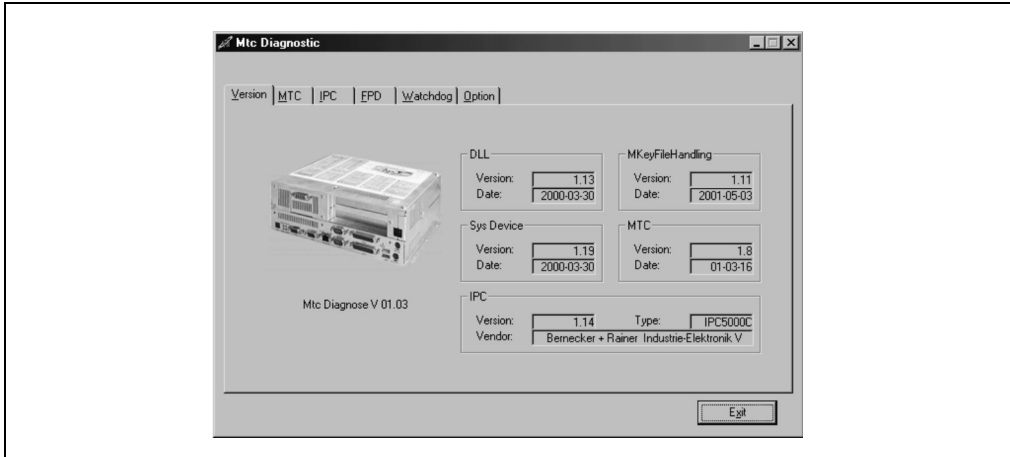 Mtc Diagnostic
Version MTC IPC FPD Watchdog Option
DLL
Version: 1.13
Date: 2000-03-30
MKeyFileHandling
Version: 1.11
Date: 2001-05-03
Sys Device
Version: 1.19
Date: 2000-03-30
MTC
Version: 1.8
Date: 01-03-16
Mtc Diagnose V 01.03
IPC
Version: 1.14 Type: IPC5000C
Vendor: Bernecker + Rainer Industrie-Elektronik V
Exit